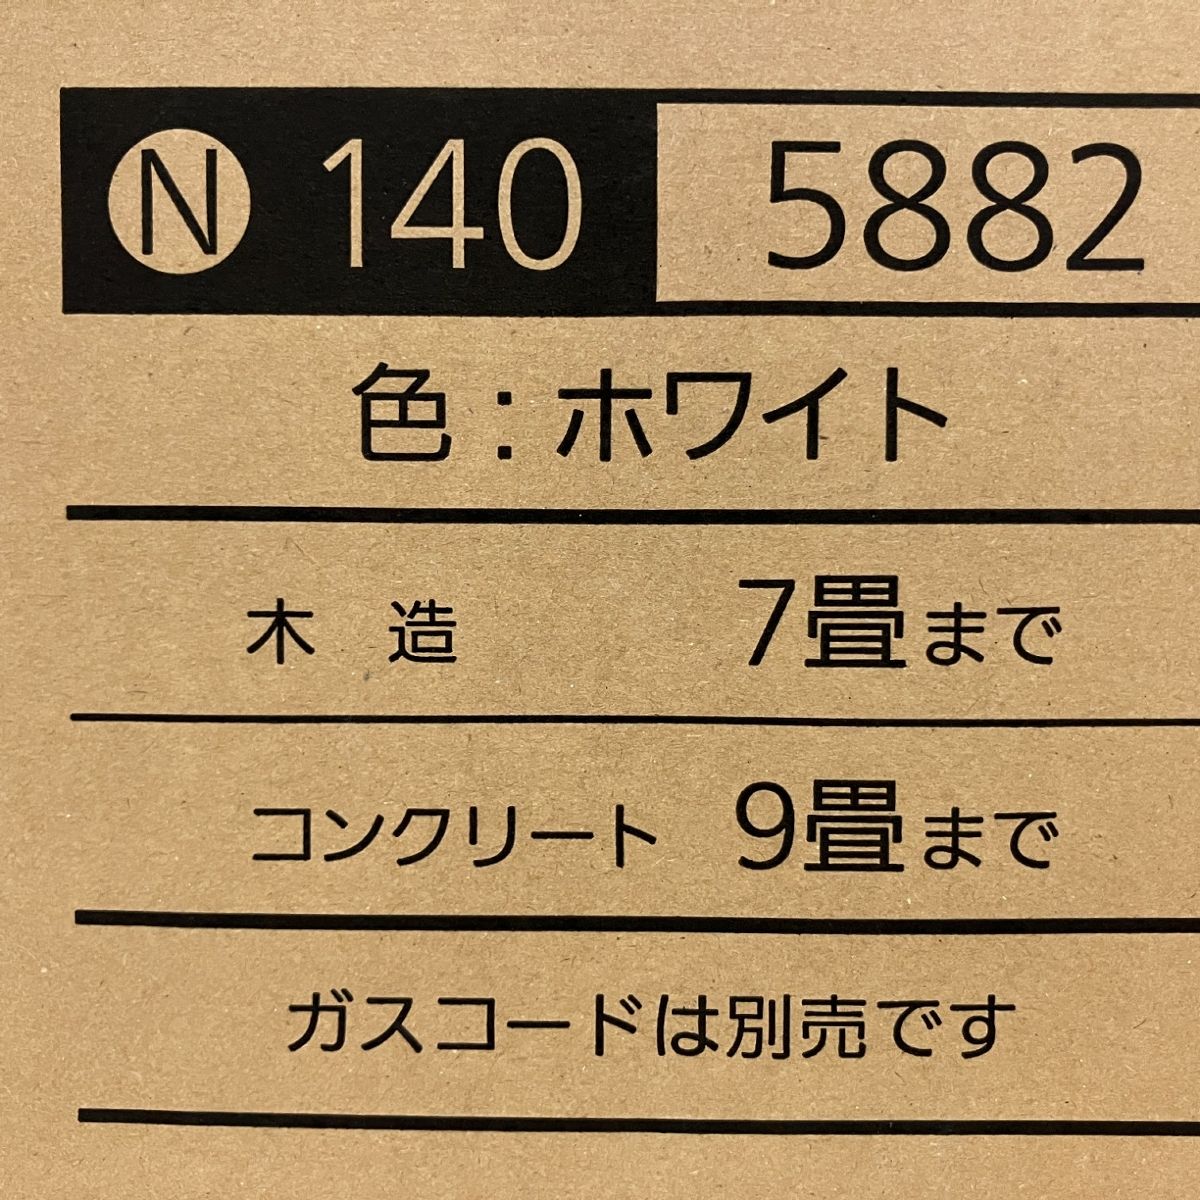 Ⓝ 140 5882
色：ホワイト
木 造 7畳まで
コンクリート 9畳まで
ガスコードは別売です